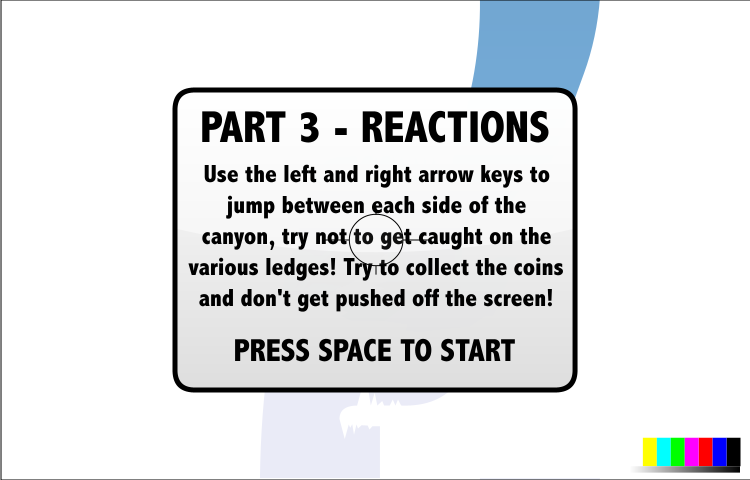 PART 3 - REACTIONS
Use the left and right arrow keys to
jump between each side of the
canyon, try not to get caught on the
various ledges! Try to collect the coins
and don't get pushed off the screen!
PRESS SPACE TO START